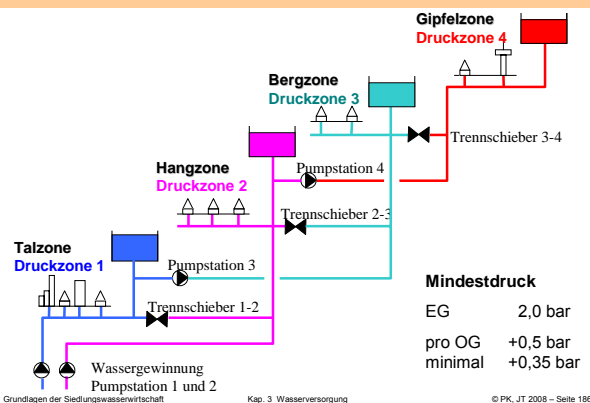 Gipfelzone
Druckzone 4
Bergzone
Druckzone 3
Trennschieber 3-4
Hangzone
Druckzone 2
Pumpstation 4
Trennschieber 2-3
Talzone
Druckzone 1
Pumpstation 3
Trennschieber 1-2
Mindestdruck
EG 2,0 bar
pro OG +0,5 bar
minimal +0,35 bar
Wassergewinnung
Pumpstation 1 und 2
Grundlagen der Siedlungswasserwirtschaft Kap. 3 Wasserversorgung © PK, JT 2008 – Seite 186